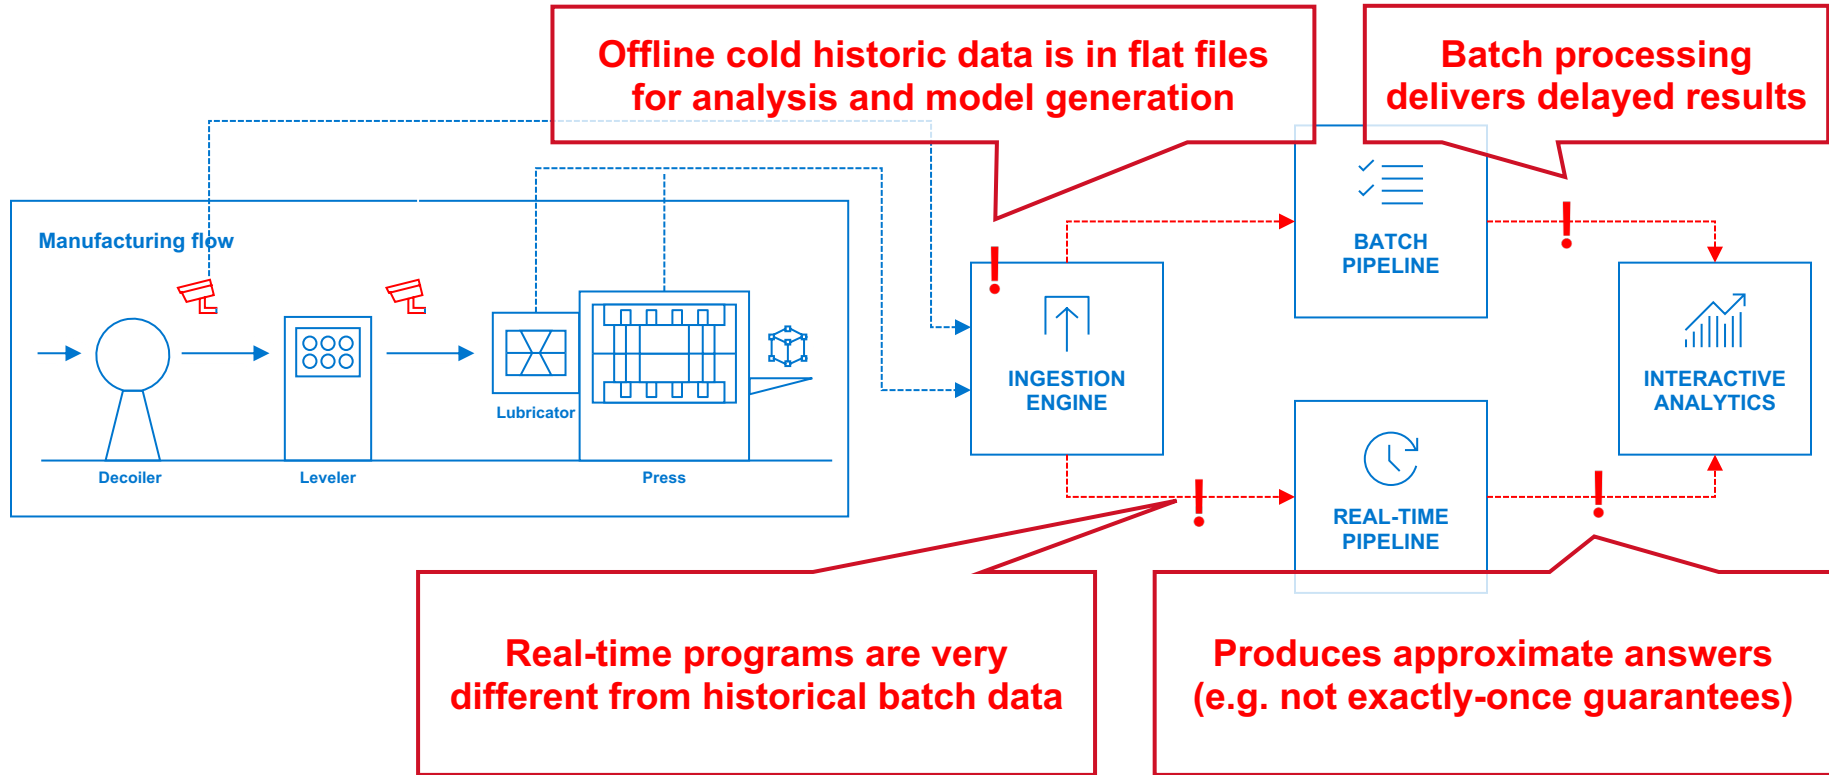 Offline cold historic data is in flat files
for analysis and model generation
Batch processing
delivers delayed results
Manufacturing flow
BATCH
PIPELINE
INGESTION
ENGINE
INTERACTIVE
ANALYTICS
Lubricator
Decoiler
Leveler
Press
REAL-TIME
PIPELINE
Real-time programs are very
different from historical batch data
Produces approximate answers
(e.g. not exactly-once guarantees)